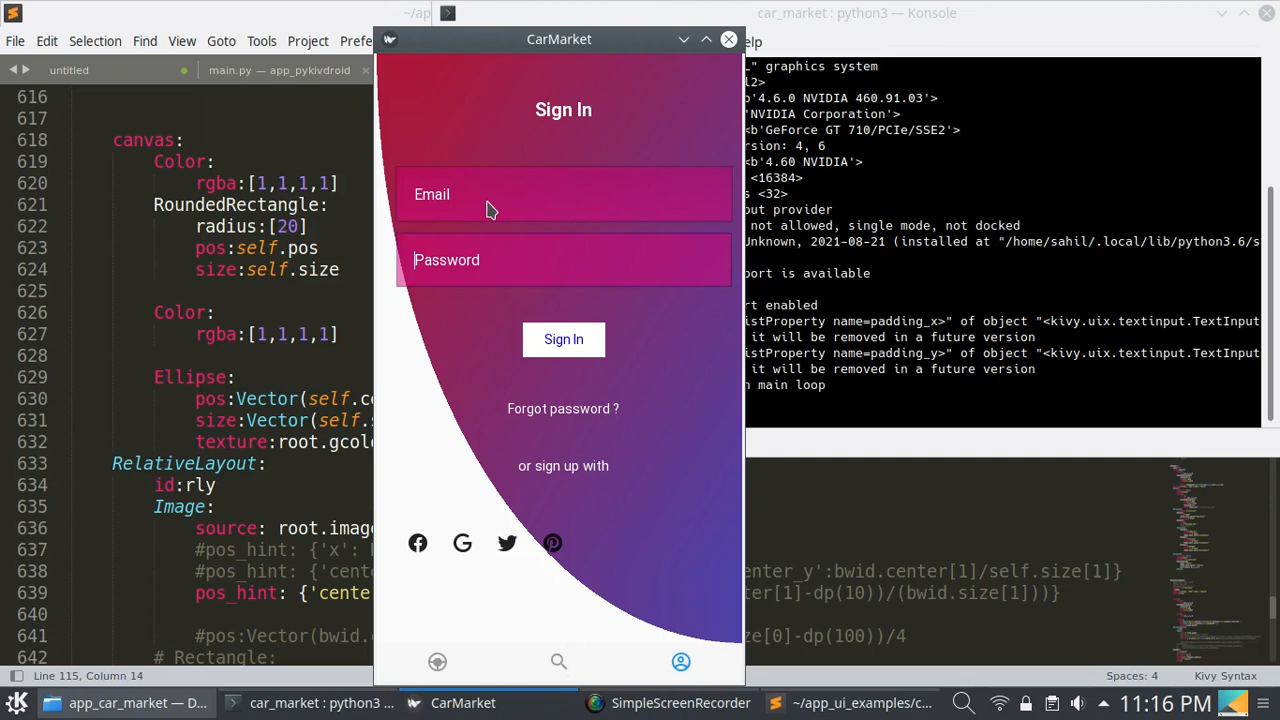 ~/ap
car_market : python3 — Konsole
File Edit Selection Find View Goto Tools Project Prefe
elp
untitled
main.py — app_pykivdroid
CarMarket
Sign In
Email
Password
Sign In
Forgot password ?
or sign up with
616
617
618 canvas:
619 Color:
620 rgba:[1,1,1,1]
621 RoundedRectangle:
622 radius:[20]
623 pos:self.pos
624 size:self.size
625
626 Color:
627 rgba:[1,1,1,1]
628
629 Ellipse:
630 pos:Vector(self.c
631 size:Vector(self.
632 texture:root.gcol
633 RelativeLayout:
634 id:rly
635 Image:
636 source: root.imag
637 #pos_hint: {'x':
638 #pos_hint: {'cente enter_y':bwid.center[1]/self.size[1]}
639 pos_hint: {'cente ter[1]-dp(10))/(bwid.size[1]))}
640
641 #pos:Vector(bwid. ize[0]-dp(100))/4
642 # Rectangle:
" graphics system
l2>
b'4.6.0 NVIDIA 460.91.03'>
'NVIDIA Corporation'>
<b'GeForce GT 710/PCIe/SSE2'>
rsion: 4, 6
<b'4.60 NVIDIA'>
<16384>
s <32>
put provider
not allowed, single mode, not docked
Unknown, 2021-08-21 (installed at "/home/sahil/.local/lib/python3.6/s
port is available
rt enabled
istProperty name=padding_x>" of object "<kivy.uix.textinput.TextInput
it will be removed in a future version
istProperty name=padding_y>" of object "<kivy.uix.textinput.TextInput
it will be removed in a future version
n main loop
Line 115, Column 14
Spaces: 4
Kivy Syntax
app_car_market — D...
car_market : python3 ...
CarMarket
SimpleScreenRecorder
~/app_ui_examples/c...
11:16 PM